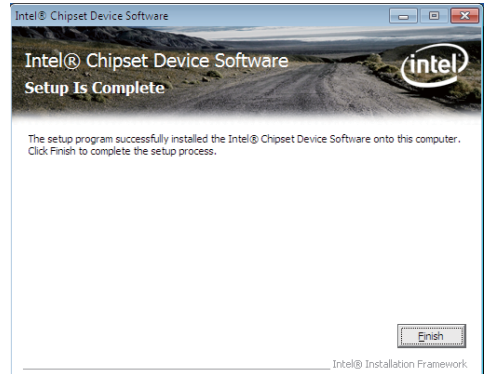 Intel® Chipset Device Software
Intel® Chipset Device Software
intel
Setup Is Complete
The setup program successfully installed the Intel® Chipset Device Software onto this computer.
Click Finish to complete the setup process.
Finish
Intel® Installation Framework